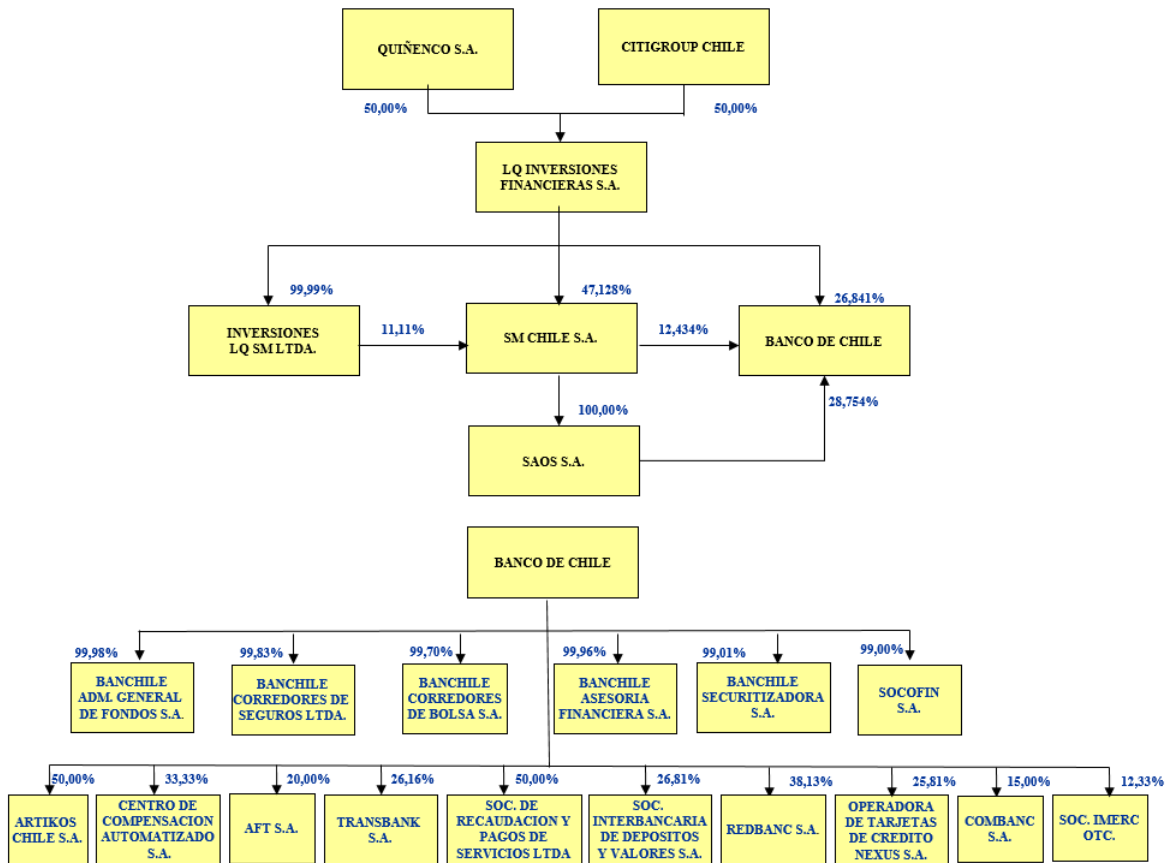 QUIÑENCO S.A.
CITIGROUP CHILE
50,00%
50,00%
LQ INVERSIONES
FINANCIERAS S.A.
99,99%
47,128%
26,841%
INVERSIONES
LQ SM LTDA.
11,11%
SM CHILE S.A.
12,434%
BANCO DE CHILE
100,00%
28,754%
SAOS S.A.
BANCO DE CHILE
99,98%
99,83%
99,70%
99,96%
99,01%
99,00%
BANCHILE
ADM. GENERAL
DE FONDOS S.A.
BANCHILE
CORREDORES DE
SEGUROS LTDA.
BANCHILE
CORREDORES
DE BOLSA S.A.
BANCHILE
ASESORIA
FINANCIERA S.A.
BANCHILE
SECURITIZADORA
S.A.
SOCOFIN
S.A.
50,00%
33,33%
20,00%
26,16%
50,00%
26,81%
38,13%
25,81%
15,00%
12,33%
ARTIKOS
CHILE S.A.
CENTRO DE
COMPENSACION
AUTOMATIZADO
S.A.
AFT S.A.
TRANSBANK
S.A.
SOC. DE
RECAUDACION Y
PAGOS DE
SERVICIOS LTDA
SOC.
INTERBANCARIA
DE DEPOSITOS
Y VALORES S.A.
REDBANC S.A.
OPERADORA
DE TARJETAS
DE CREDITO
NEXUS S.A.
COMBANC
S.A.
SOC. IMERC
OTC.